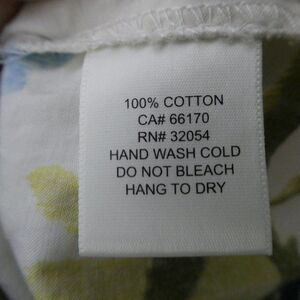 100% COTTON
CA# 66170
RN# 32054
HAND WASH COLD
DO NOT BLEACH
HANG TO DRY